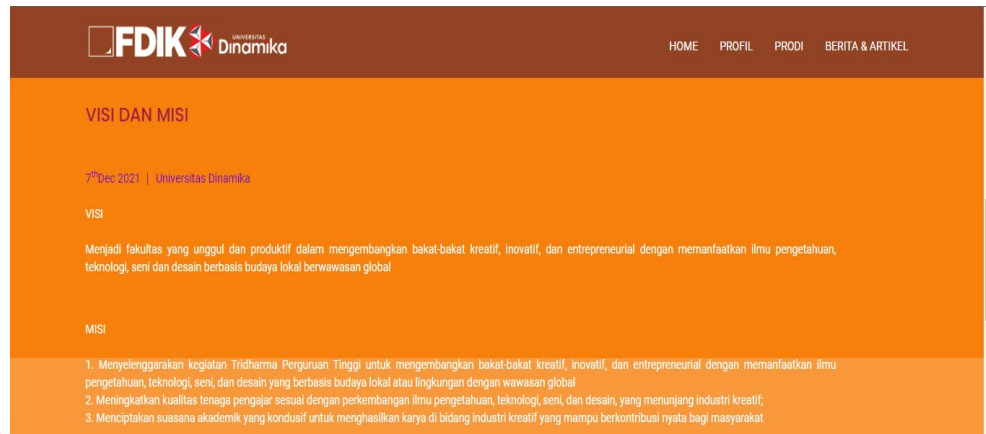 FDIK UNIVERSITAS Dinamika
HOME PROFIL PRODI BERITA & ARTIKEL
VISI DAN MISI
7thDec 2021 | Universitas Dinamika
VISI
Menjadi fakultas yang unggul dan produktif dalam mengembangkan bakat-bakat kreatif, inovatif, dan entrepreneurial dengan memanfaatkan ilmu pengetahuan,
teknologi, seni dan desain berbasis budaya lokal berwawasan global
MISI
1. Menyelenggarakan kegiatan Tridharma Perguruan Tinggi untuk mengembangkan bakat-bakat kreatif, inovatif, dan entrepreneurial dengan memanfaatkan ilmu
pengetahuan, teknologi, seni, dan desain yang berbasis budaya lokal atau lingkungan dengan wawasan global
2. Meningkatkan kualitas tenaga pengajar sesuai dengan perkembangan ilmu pengetahuan, teknologi, seni, dan desain, yang menunjang industri kreatif;
3. Menciptakan suasana akademik yang kondusif untuk menghasilkan karya di bidang industri kreatif yang mampu berkontribusi nyata bagi masyarakat